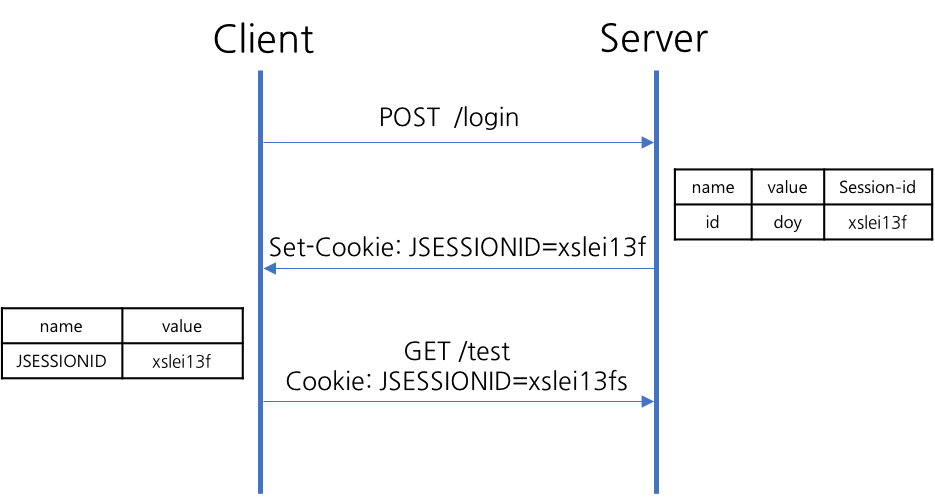 Client
Server
POST /login
name value Session-id
id doy xslei13f
Set-Cookie: JSESSIONID=xslei13f
name value
JSESSIONID xslei13f
GET /test
Cookie: JSESSIONID=xslei13fs